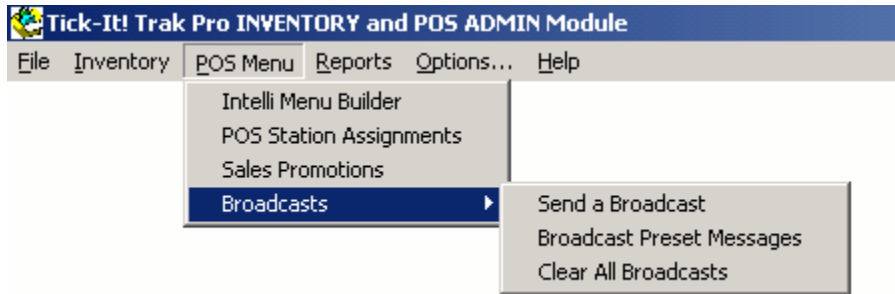 Tick-It! Trak Pro INVENTORY and POS ADMIN Module
File Inventory POS Menu Reports Options... Help
Intelli Menu Builder
POS Station Assignments
Sales Promotions
Broadcasts
Send a Broadcast
Broadcast Preset Messages
Clear All Broadcasts